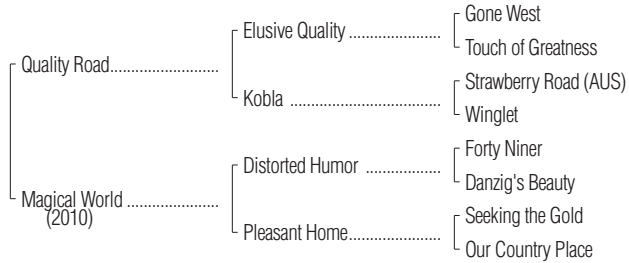 Gone West
Elusive Quality ......................
Touch of Greatness
Quality Road..........................
Strawberry Road (AUS)
Kobla ....................................
Winglet
Forty Niner
Distorted Humor ..................
Danzig's Beauty
Magical World ......................
(2010)
Seeking the Gold
Pleasant Home......................
Our Country Place